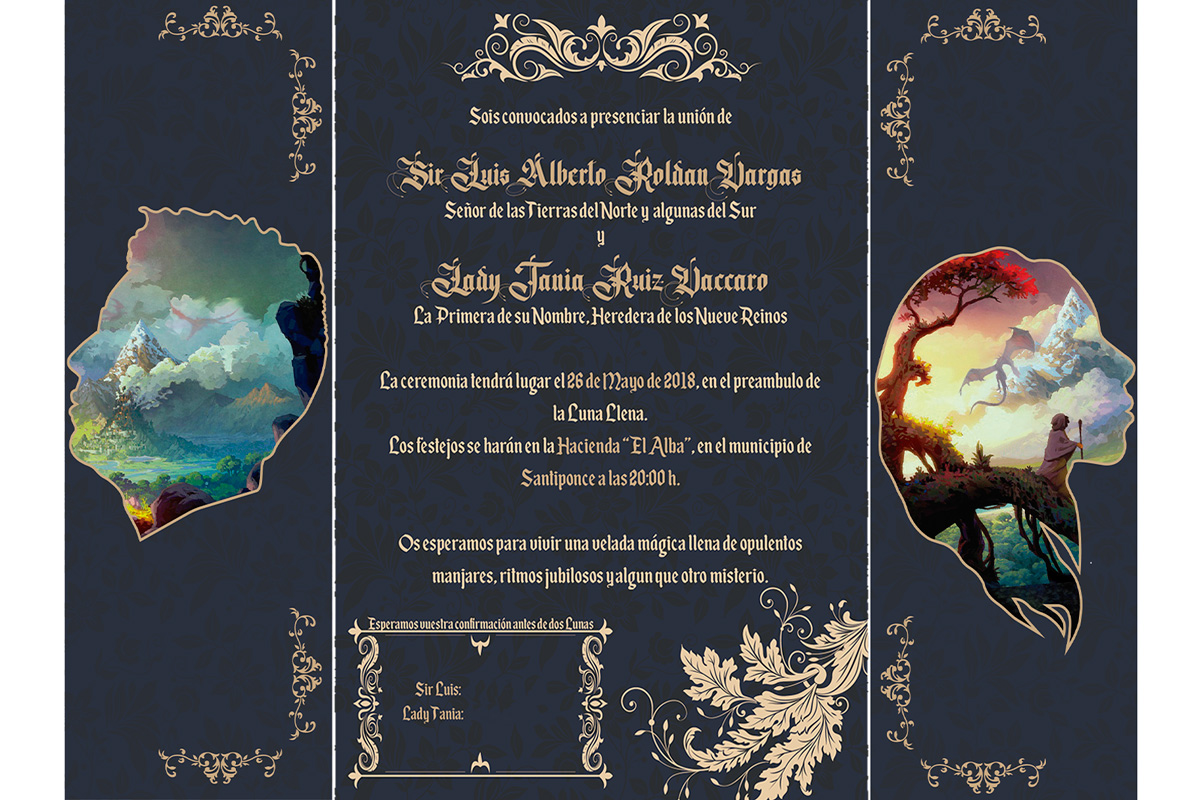 Sois convocados a presenciar la unión de
Sir Luis Alberto Roldan Vargas
Señor de las Tierras del Norte y algunas del Sur
y
Lady Tania Ruiz Vaccaro
La Primera de su Nombre, Heredera de los Nueve Reinos
La ceremonia tendrá lugar el 26 de Mayo de 2018, en el preambulo de
la Luna Llena.
Los festejos se harán en la Hacienda “El Alba”, en el municipio de
Santiponce a las 20:00 h.
Os esperamos para vivir una velada mágica llena de opulentos
manjares, ritmos jubilosos y algun que otro misterio.
Esperamos vuestra confirmación antes de dos Lunas
Sir Luis:
Lady Tania: